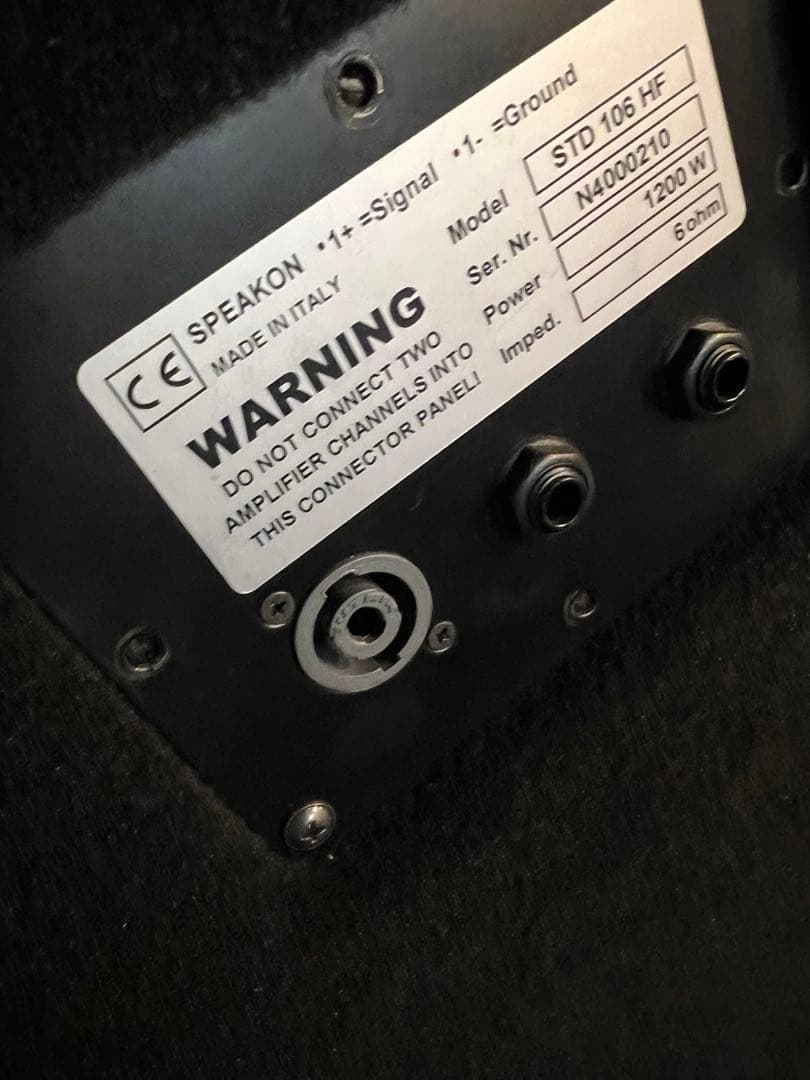 CE
SPEAKON •1+ =Signal •1- =Ground
MADE IN ITALY
WARNING
DO NOT CONNECT TWO
AMPLIFIER CHANNELS INTO
THIS CONNECTOR PANEL!
Model STD 106 HF
Ser. Nr. N4000210
Power 1200 W
Imped. 6ohm